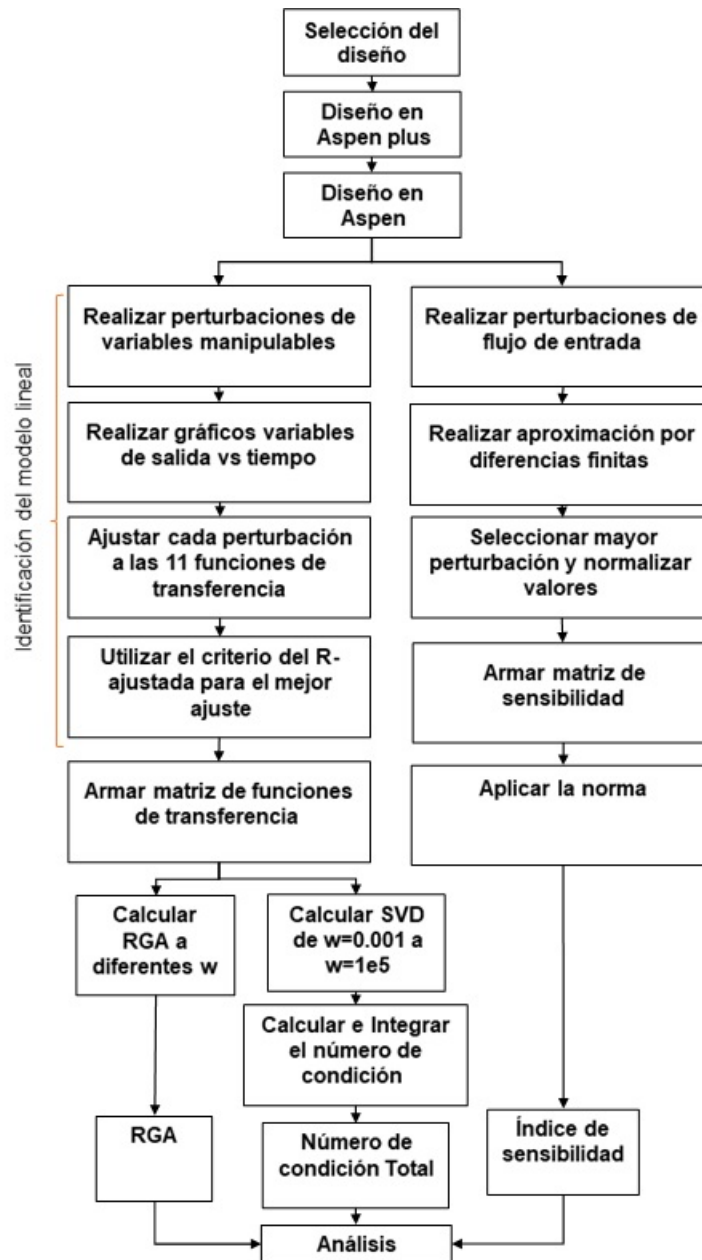 Selección del
diseño
Diseño en
Aspen plus
Diseño en
Aspen
Identificación del modelo lineal
Realizar perturbaciones de
variables manipulables
Realizar gráficos variables
de salida vs tiempo
Ajustar cada perturbación
a las 11 funciones de
transferencia
Utilizar el criterio del R-
ajustada para el mejor
ajuste
Armar matriz de funciones
de transferencia
Calcular
RGA a
diferentes w
RGA
Calcular SVD
de w=0.001 a
w=1e5
Calcular e Integrar
el número de
condición
Número de
condición Total
Realizar perturbaciones de
flujo de entrada
Realizar aproximación por
diferencias finitas
Seleccionar mayor
perturbación y normalizar
valores
Armar matriz de
sensibilidad
Aplicar la norma
Índice de
sensibilidad
Análisis